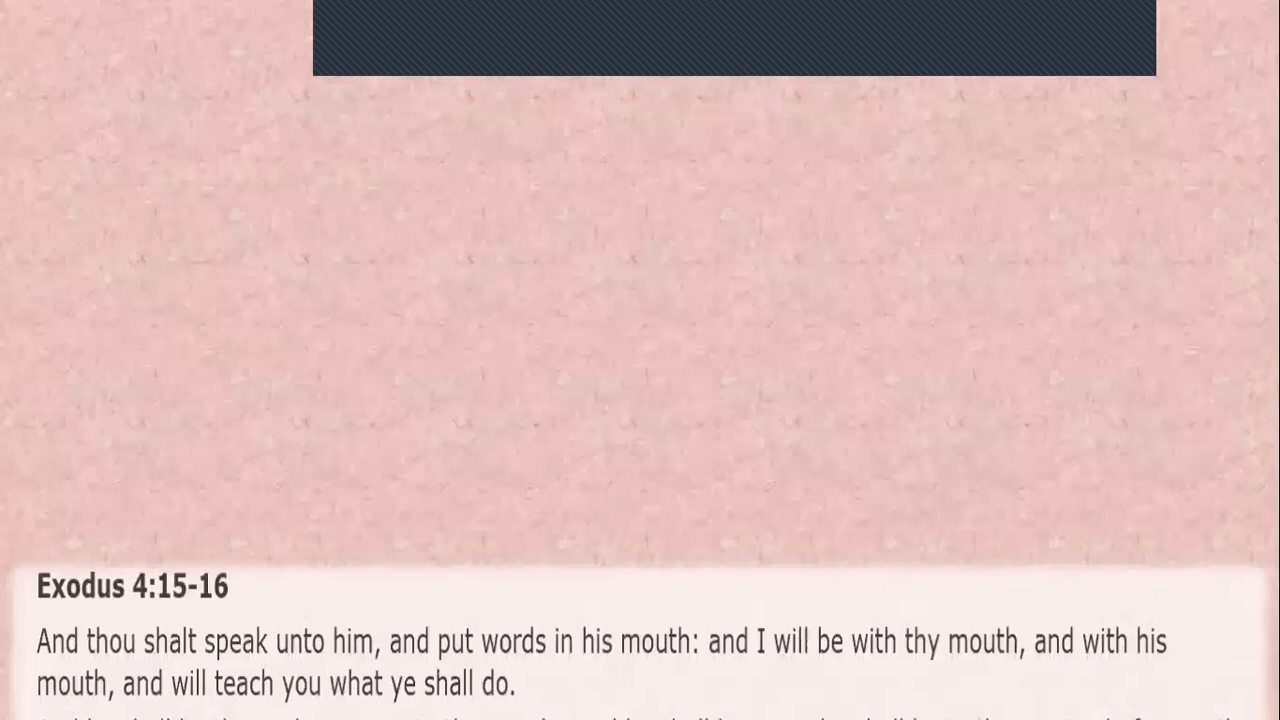 Exodus 4:15-16
And thou shalt speak unto him, and put words in his mouth: and I will be with thy mouth, and with his
mouth, and will teach you what ye shall do.